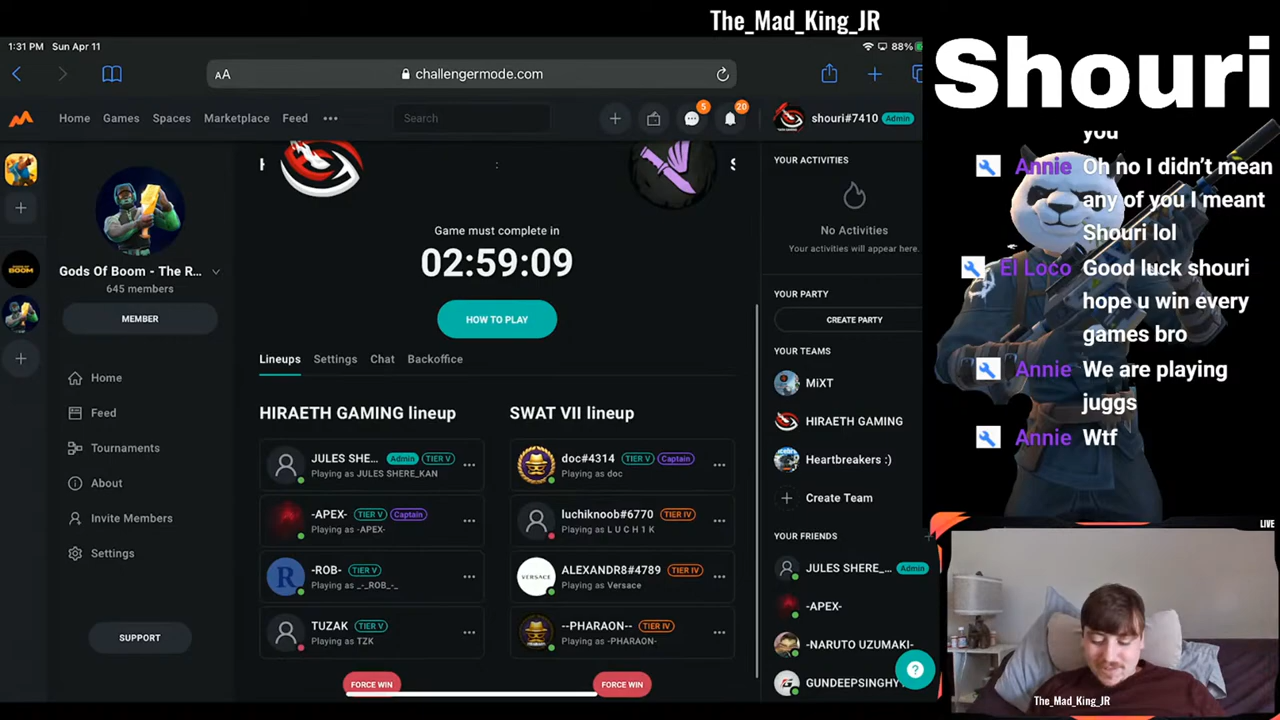 The_Mad_King_JR
1:31 PM Sun Apr 11
88%
AA
challengermode.com
Home Games Spaces Marketplace Feed
Search
5
20
shouri#7410 Admin
Gods Of Boom - The R...
645 members
MEMBER
Home
Feed
Tournaments
About
Invite Members
Settings
SUPPORT
:
Game must complete in
02:59:09
HOW TO PLAY
Lineups Settings Chat Backoffice
HIRAETH GAMING lineup
JULES SHE... Admin TIER V
Playing as JULES SHERE_KAN
-APEX- TIER V Captain
Playing as -APEX-
R
-ROB- TIER V
Playing as _-_ROB_-_
TUZAK TIER V
Playing as TZK
FORCE WIN
SWAT VII lineup
doc#4314 TIER V Captain
Playing as doc
luchiknoob#6770 TIER IV
Playing as L U C H 1 K
VERSACE
ALEXANDR8#4789 TIER IV
Playing as Versace
--PHARAON-- TIER IV
Playing as -PHARAON-
FORCE WIN
YOUR ACTIVITIES
No Activities
Your activities will appear here.
YOUR PARTY
CREATE PARTY
YOUR TEAMS
MiXT
HIRAETH GAMING
Heartbreakers :)
Create Team
YOUR FRIENDS
JULES SHERE_... Admin
-APEX-
-NARUTO UZUMAKI-
GUNDEEPSINGHY
?
Shouri
you
Annie Oh no I didn't mean
any of you I meant
Shouri lol
El Loco Good luck shouri
hope u win every
games bro
Annie We are playing
juggs
Annie Wtf
LIVE
The_Mad_King_JR